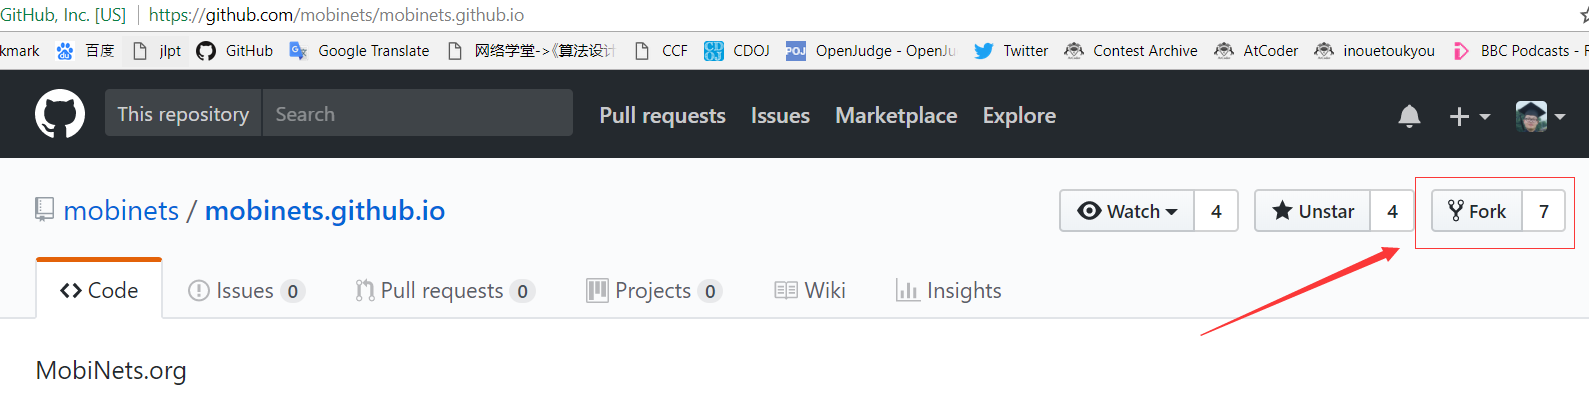 GitHub, Inc. [US] https://github.com/mobinets/mobinets.github.io
kmark 百度 jlpt GitHub Google Translate 网络学堂->《算法设计 CCF CDOJ POJ OpenJudge - OpenJu Twitter Contest Archive AtCoder inouetoukyou BBC Podcasts - F
This repository Search Pull requests Issues Marketplace Explore
mobinets / mobinets.github.io Watch 4 Unstar 4 Fork 7
Code Issues 0 Pull requests 0 Projects 0 Wiki Insights
MobiNets.org